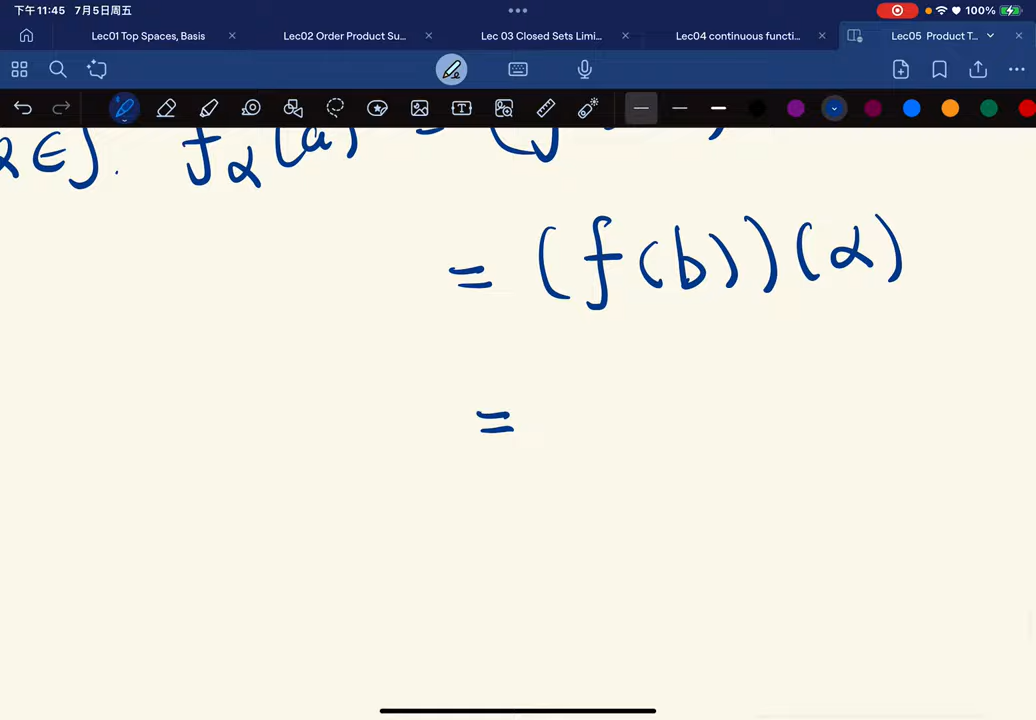 下午11:45 7月5日周五
100%
Lec01 Top Spaces, Basis
Lec02 Order Product Su...
Lec 03 Closed Sets Limi...
Lec04 continuous functi...
Lec05 Product T...
α ∈ J. f_α(a) =
= (f(b))(α)
=